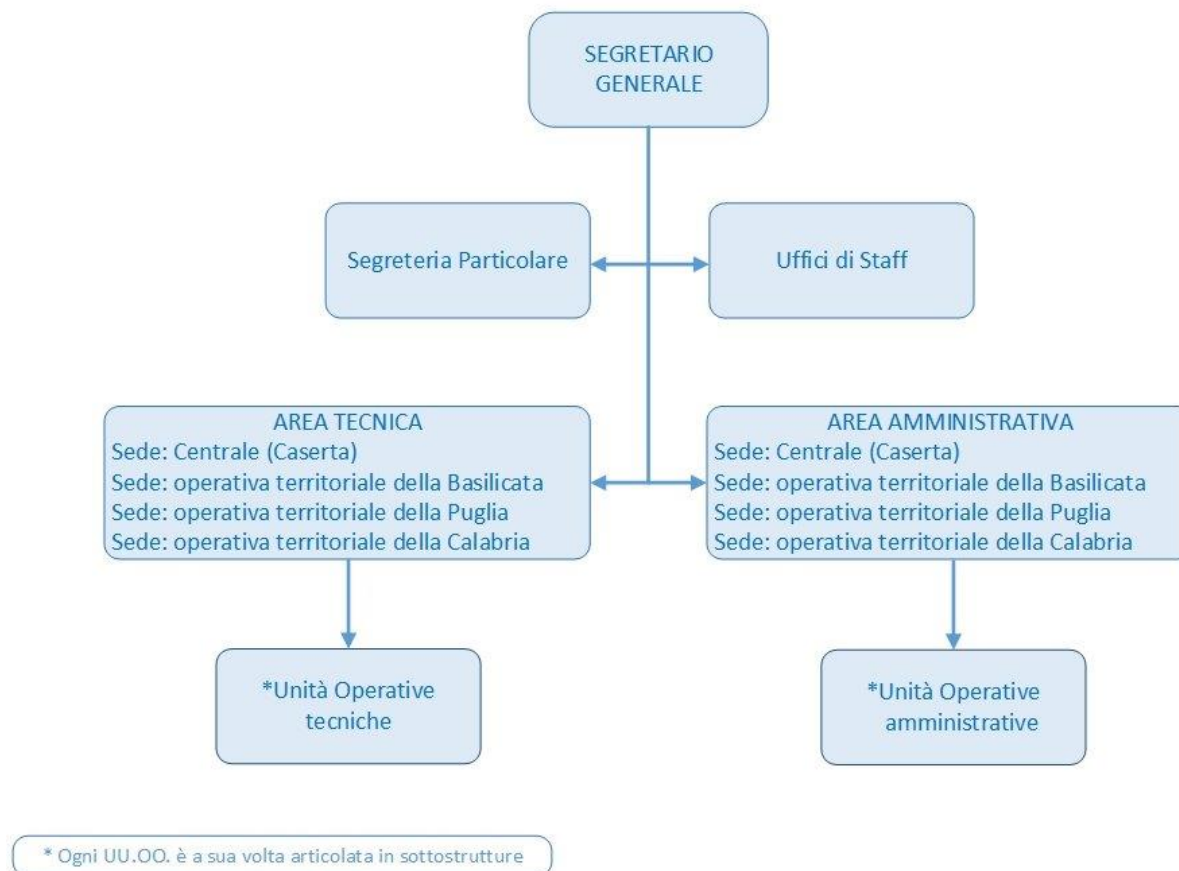 SEGRETARIO
GENERALE
Segreteria Particolare
Uffici di Staff
AREA TECNICA
Sede: Centrale (Caserta)
Sede: operativa territoriale della Basilicata
Sede: operativa territoriale della Puglia
Sede: operativa territoriale della Calabria
AREA AMMINISTRATIVA
Sede: Centrale (Caserta)
Sede: operativa territoriale della Basilicata
Sede: operativa territoriale della Puglia
Sede: operativa territoriale della Calabria
*Unità Operative
tecniche
*Unità Operative
amministrative
* Ogni UU.OO. è a sua volta articolata in sottostrutture